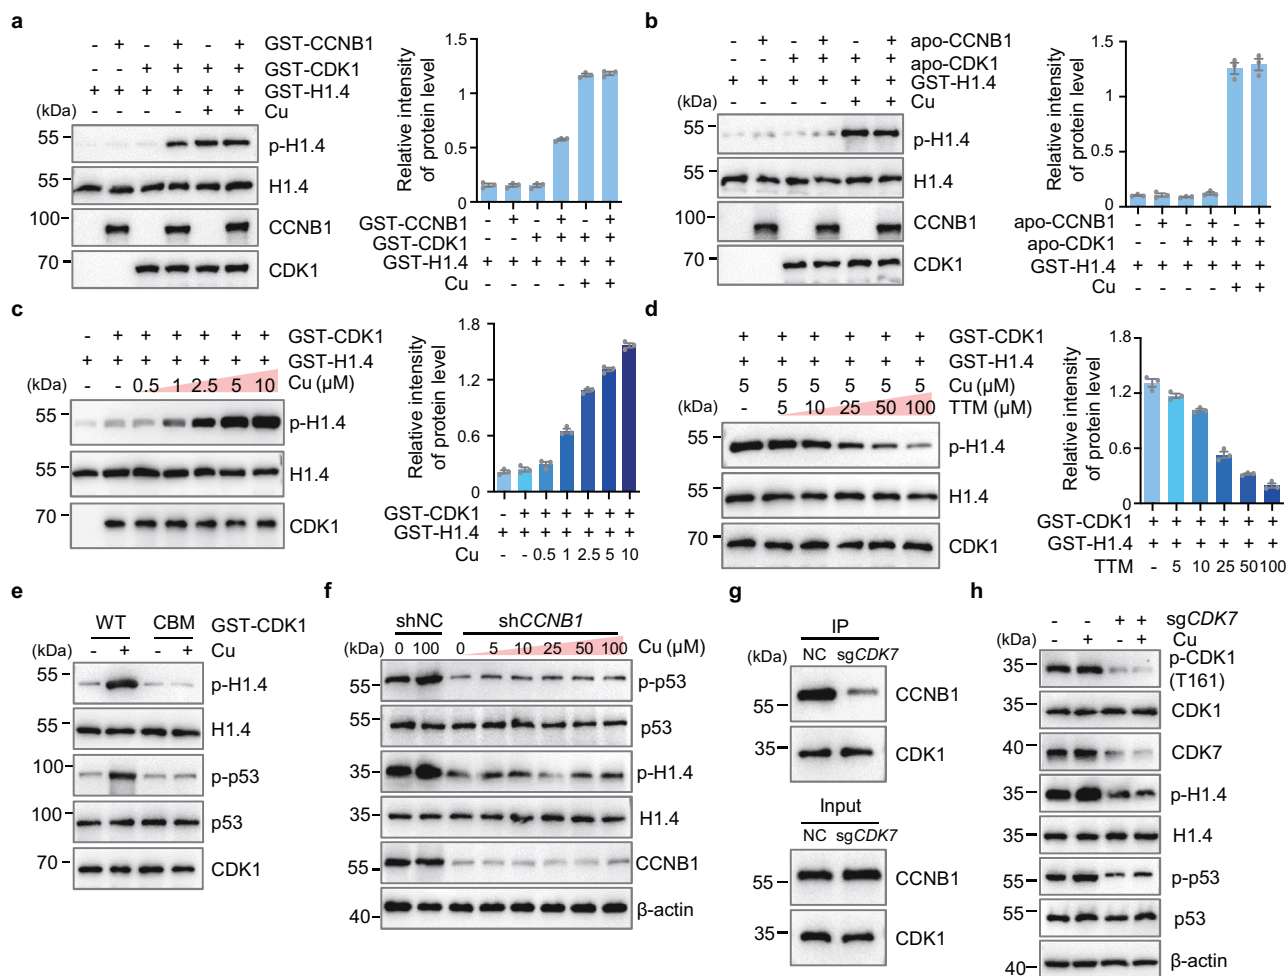 a
- + - + - + GST-CCNB1
- - + + + + GST-CDK1
+ + + + + + GST-H1.4
(kDa) - - - - + + Cu
55 p-H1.4
55 H1.4
100 CCNB1
70 CDK1
Relative intensity
of protein level
1.5
1
0.5
0
GST-CCNB1 - + - + - +
GST-CDK1 - - + + + +
GST-H1.4 + + + + + +
Cu - - - - + +
b
- + - + - + apo-CCNB1
- - + + + + apo-CDK1
+ + + + + + GST-H1.4
(kDa) - - - - + + Cu
55 p-H1.4
55 H1.4
100 CCNB1
70 CDK1
Relative intensity
of protein level
1.5
1
0.5
0
apo-CCNB1 - + - + - +
apo-CDK1 - - + + + +
GST-H1.4 + + + + + +
Cu - - - - + +
c
- + + + + + + GST-CDK1
+ + + + + + + GST-H1.4
(kDa) - - 0.5 1 2.5 5 10 Cu (μM)
55 p-H1.4
55 H1.4
70 CDK1
Relative intensity
of protein level
1.8
1.2
0.6
0
GST-CDK1 - + + + + + +
GST-H1.4 + + + + + + +
Cu - - 0.5 1 2.5 5 10
d
+ + + + + + GST-CDK1
+ + + + + + GST-H1.4
5 5 5 5 5 5 Cu (μM)
(kDa) - 5 10 25 50 100 TTM (μM)
55 p-H1.4
55 H1.4
70 CDK1
Relative intensity
of protein level
1.8
1.2
0.6
0
GST-CDK1 + + + + + +
GST-H1.4 + + + + + +
TTM - 5 10 25 50 100
e
WT CBM GST-CDK1
(kDa) - + - + Cu
55 p-H1.4
55 H1.4
100 p-p53
100 p53
70 CDK1
f
shNC shCCNB1
(kDa) 0 100 0 5 10 25 50 100 Cu (μM)
55 p-p53
55 p53
35 p-H1.4
35 H1.4
55 CCNB1
40 β-actin
g
IP
(kDa) NC sgCDK7
55 CCNB1
35 CDK1
Input
NC sgCDK7
55 CCNB1
35 CDK1
h
- - + + sgCDK7
(kDa) - + - + Cu
35 p-CDK1
(T161)
35 CDK1
40 CDK7
35 p-H1.4
35 H1.4
55 p-p53
55 p53
40 β-actin